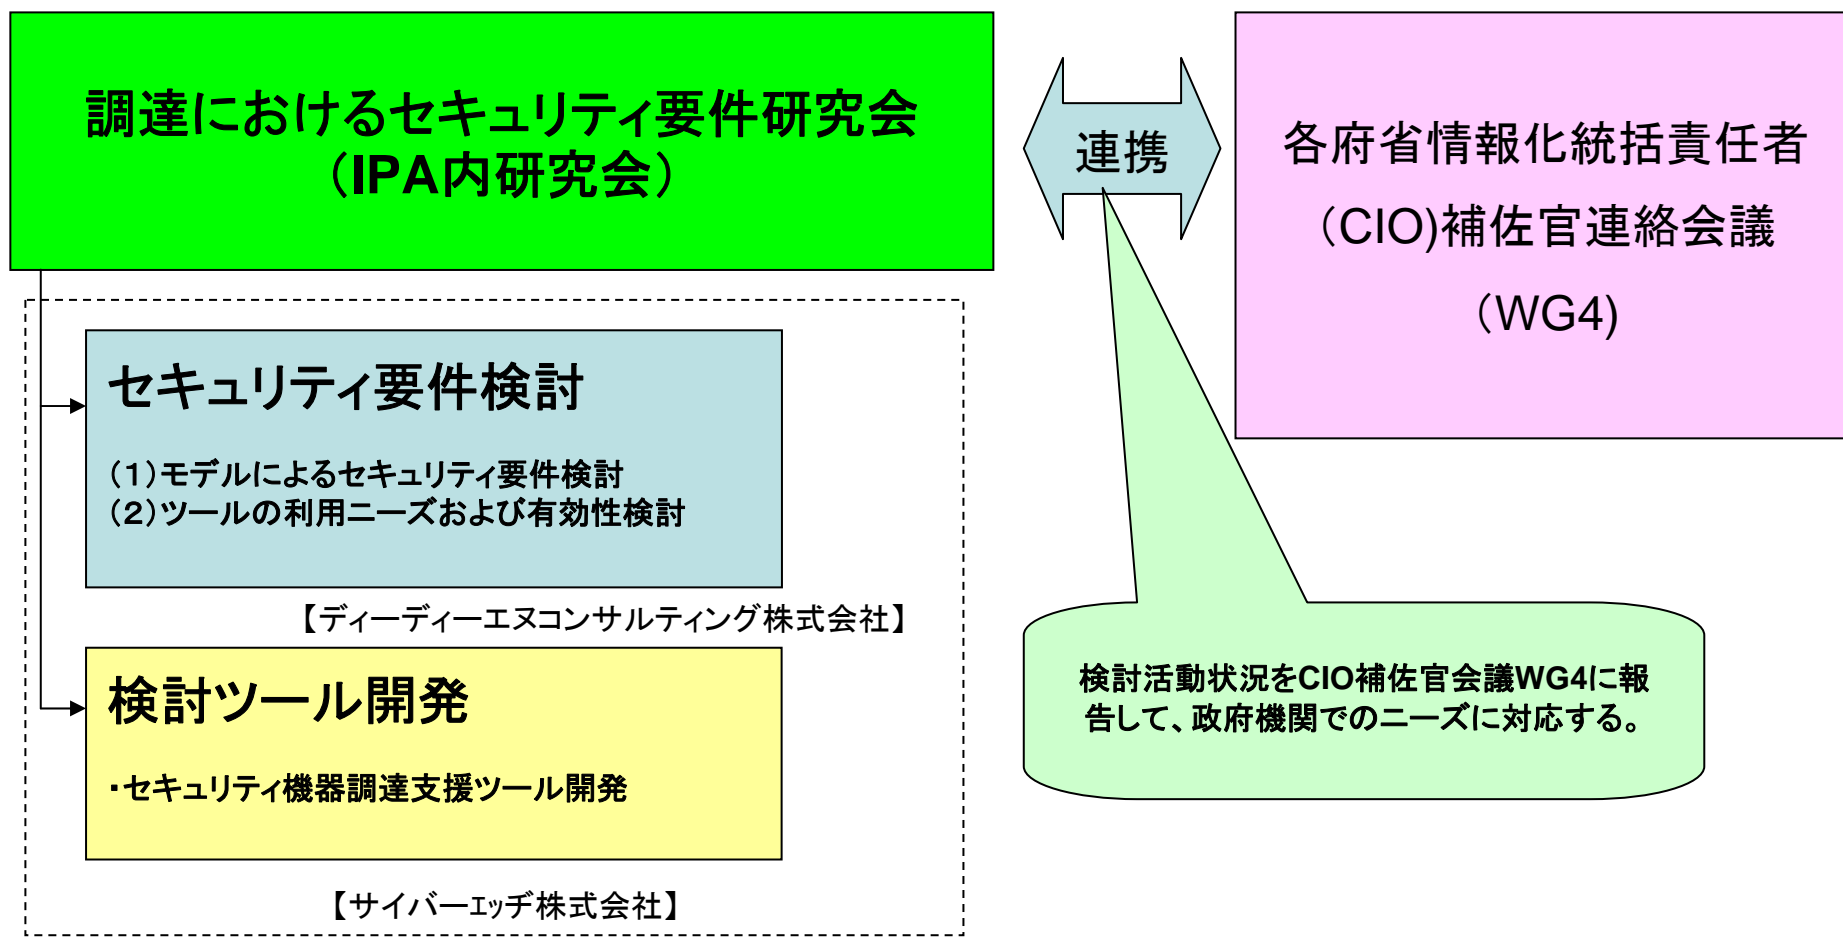 調達におけるセキュリティ要件研究会
（IPA内研究会）
連携
各府省情報化統括責任者
（CIO)補佐官連絡会議
（WG4)
セキュリティ要件検討
（１）モデルによるセキュリティ要件検討
（２）ツールの利用ニーズおよび有効性検討
【ディーディーエヌコンサルティング株式会社】
検討ツール開発
・セキュリティ機器調達支援ツール開発
【サイバーエッヂ株式会社】
検討活動状況をCIO補佐官会議WG4に報
告して、政府機関でのニーズに対応する。